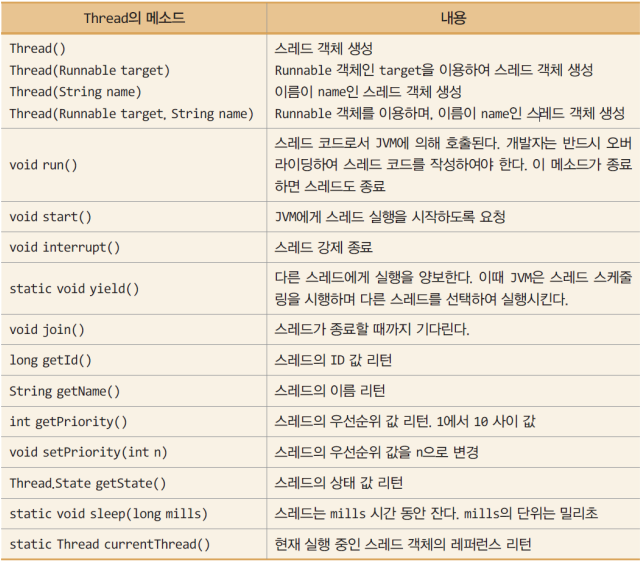 Thread의 메소드 내용
Thread() 스레드 객체 생성
Thread(Runnable target) Runnable 객체인 target을 이용하여 스레드 객체 생성
Thread(String name) 이름이 name인 스레드 객체 생성
Thread(Runnable target, String name) Runnable 객체를 이용하며, 이름이 name인 스레드 객체 생성
void run() 스레드 코드로서 JVM에 의해 호출된다. 개발자는 반드시 오버
라이딩하여 스레드 코드를 작성하여야 한다. 이 메소드가 종료
하면 스레드도 종료
void start() JVM에게 스레드 실행을 시작하도록 요청
void interrupt() 스레드 강제 종료
static void yield() 다른 스레드에게 실행을 양보한다. 이때 JVM은 스레드 스케줄
링을 시행하며 다른 스레드를 선택하여 실행시킨다.
void join() 스레드가 종료할 때까지 기다린다.
long getId() 스레드의 ID 값 리턴
String getName() 스레드의 이름 리턴
int getPriority() 스레드의 우선순위 값 리턴. 1에서 10 사이 값
void setPriority(int n) 스레드의 우선순위 값을 n으로 변경
Thread.State getState() 스레드의 상태 값 리턴
static void sleep(long mills) 스레드는 mills 시간 동안 잔다. mills의 단위는 밀리초
static Thread currentThread() 현재 실행 중인 스레드 객체의 레퍼런스 리턴